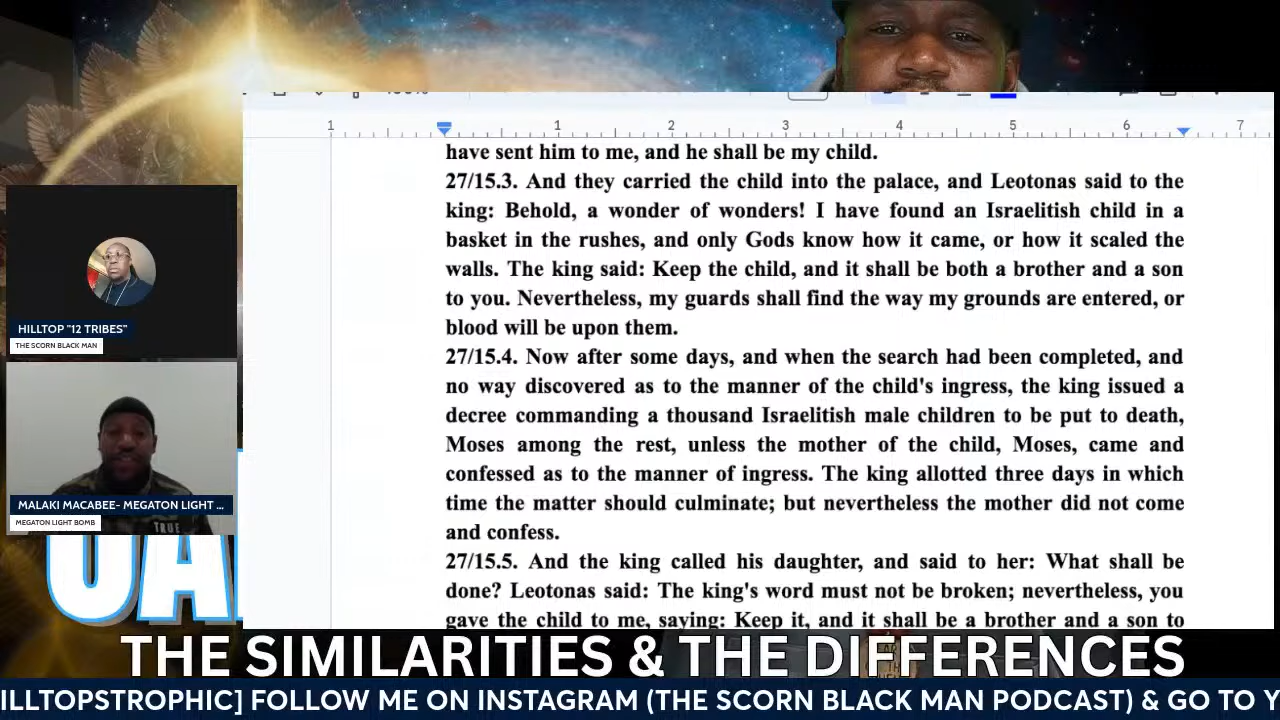 1 1 2 3 4 5 6 7
have sent him to me, and he shall be my child.
27/15.3. And they carried the child into the palace, and Leotonas said to the
king: Behold, a wonder of wonders! I have found an Israelitish child in a
basket in the rushes, and only Gods know how it came, or how it scaled the
walls. The king said: Keep the child, and it shall be both a brother and a son
to you. Nevertheless, my guards shall find the way my grounds are entered, or
blood will be upon them.
27/15.4. Now after some days, and when the search had been completed, and
no way discovered as to the manner of the child's ingress, the king issued a
decree commanding a thousand Israelitish male children to be put to death,
Moses among the rest, unless the mother of the child, Moses, came and
confessed as to the manner of ingress. The king allotted three days in which
time the matter should culminate; but nevertheless the mother did not come
and confess.
27/15.5. And the king called his daughter, and said to her: What shall be
done? Leotonas said: The king's word must not be broken; nevertheless, you
gave the child to me, saying: Keep it, and it shall be a brother and a son to
HILLTOP "12 TRIBES"
THE SCORN BLACK MAN
TRUE
MALAKI MACABEE- MEGATON LIGHT ...
MEGATON LIGHT BOMB
THE SIMILARITIES & THE DIFFERENCES
ILLTOPSTROPHIC] FOLLOW ME ON INSTAGRAM (THE SCORN BLACK MAN PODCAST) & GO TO Y